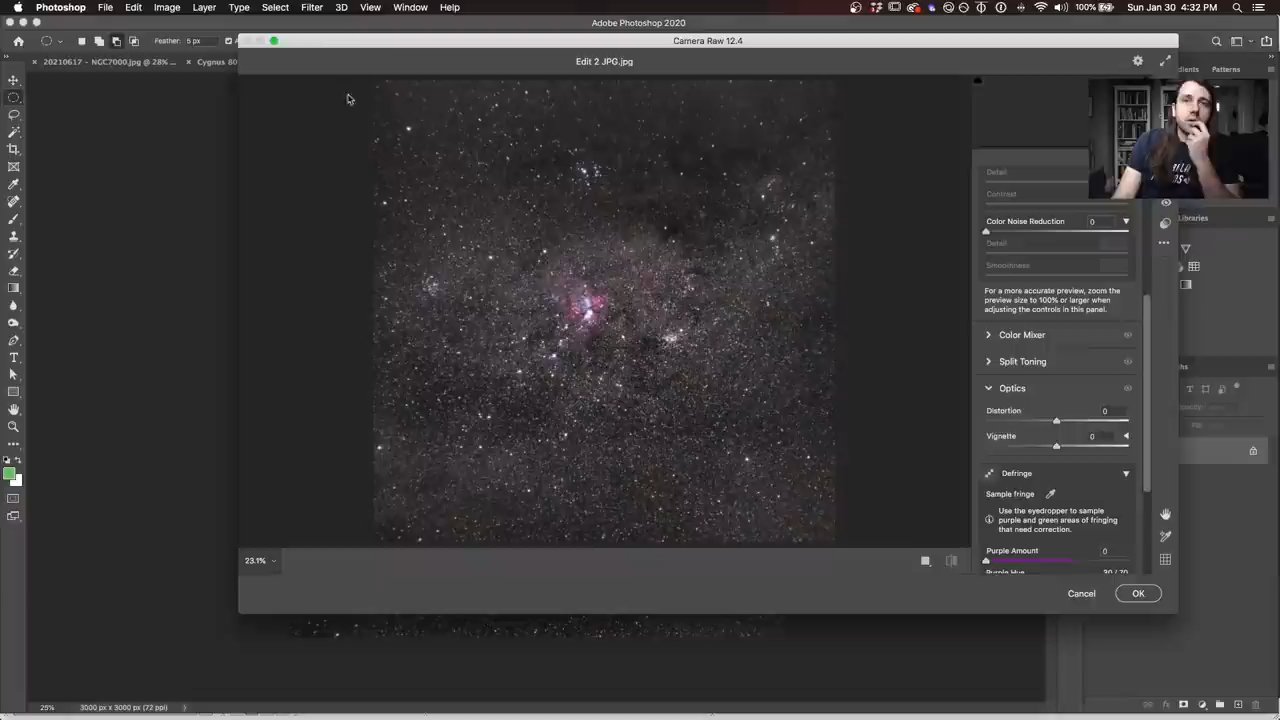 Photoshop File Edit Image Layer Type Select Filter 3D View Window Help 100% Sun Jan 30 4:32 PM
Adobe Photoshop 2020
Feather: 5 px
Camera Raw 12.4
20210617 - NGC7000.jpg @ 28% ... Cygnus 80
Edit 2 JPG.jpg
Patterns
Detail
Contrast
Color Noise Reduction 0
Libraries
Detail
Smoothness
For a more accurate preview, zoom the
preview size to 100% or larger when
adjusting the controls in this panel.
Color Mixer
Split Toning
Optics
Distortion 0
Vignette 0
Defringe
Sample fringe
Use the eyedropper to sample
purple and green areas of fringing
that need correction.
Purple Amount 0
Purple Hue 30 / 70
23.1%
Cancel OK
25% 3000 px x 3000 px (72 ppi)